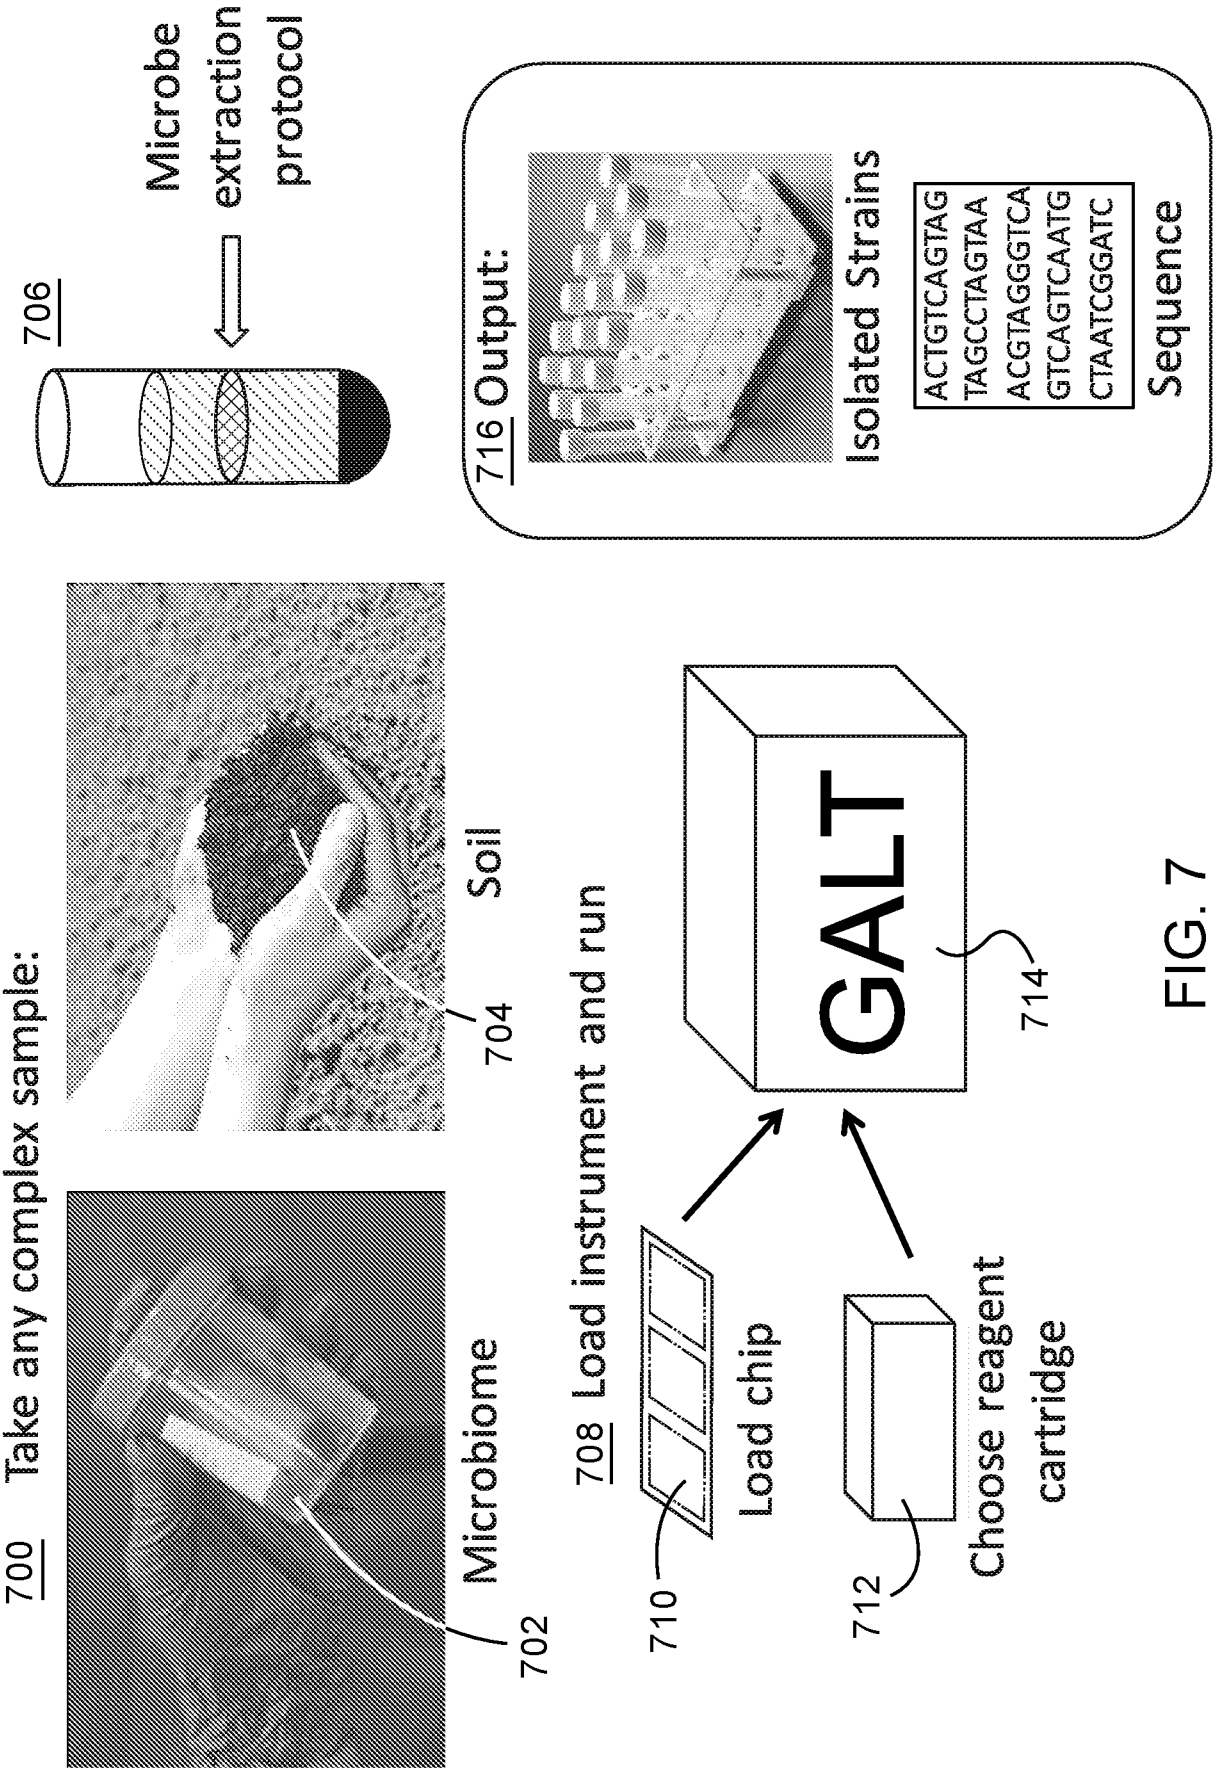 700 Take any complex sample:
702
Microbiome
704
Soil
706
Microbe
extraction
protocol
708 Load instrument and run
710
Load chip
712
Choose reagent
cartridge
GALT
714
716 Output:
Isolated Strains
ACTGTCAGTAG
TAGCCTAGTAA
ACGTAGGGTCA
GTCAGTCAATG
CTAATCGGATC
Sequence
FIG. 7